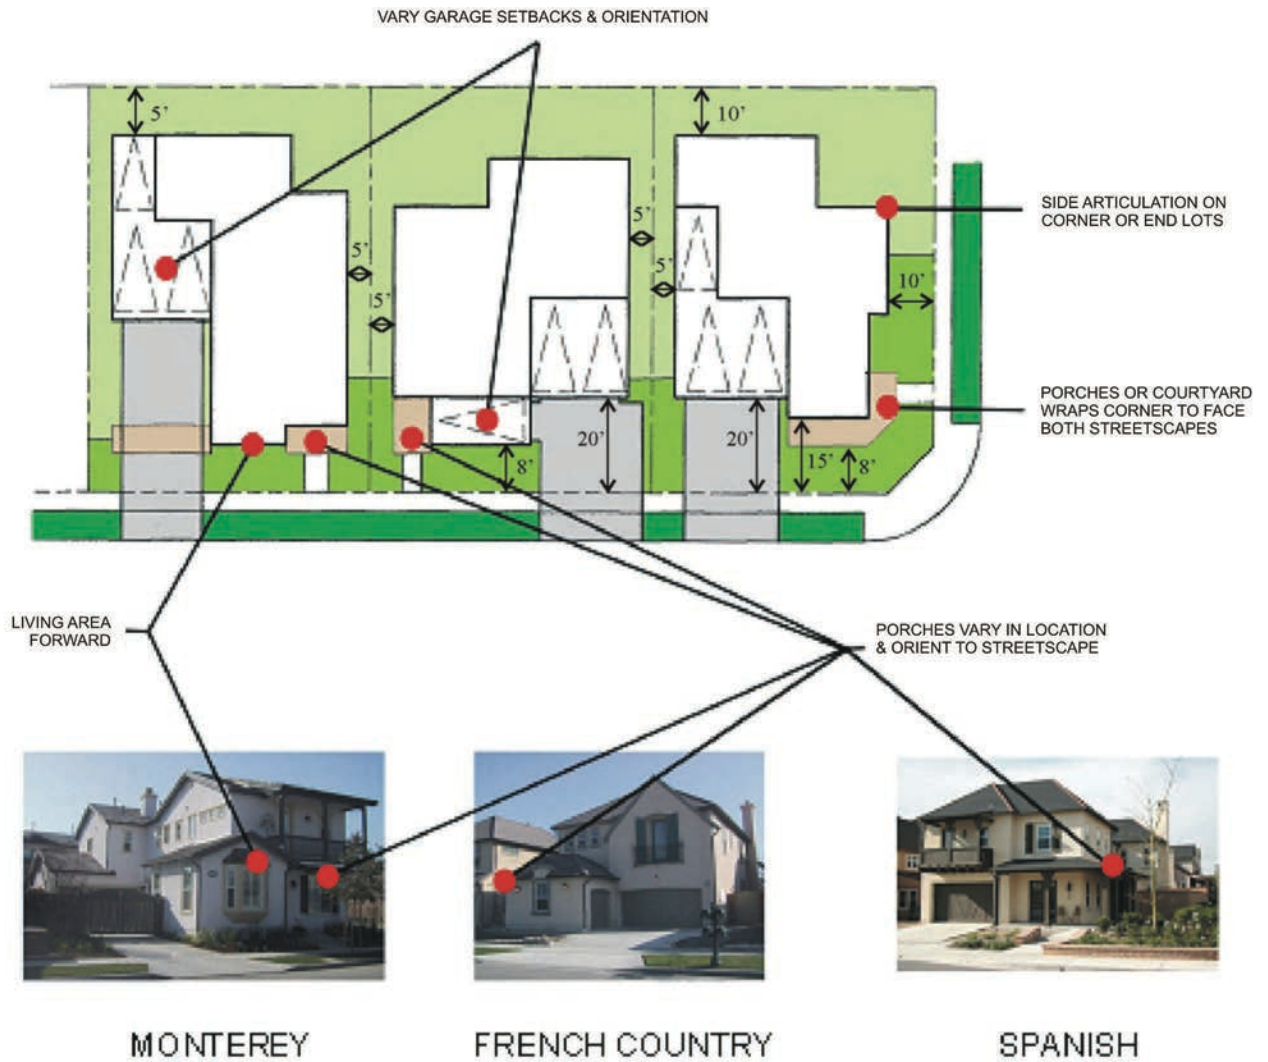 VARY GARAGE SETBACKS & ORIENTATION
5'
10'
SIDE ARTICULATION ON
CORNER OR END LOTS
5'
5'
5'
5'
10'
PORCHES OR COURTYARD
WRAPS CORNER TO FACE
BOTH STREETSCAPES
20'
20'
15'
8'
8'
LIVING AREA
FORWARD
PORCHES VARY IN LOCATION
& ORIENT TO STREETSCAPE
MONTEREY
FRENCH COUNTRY
SPANISH